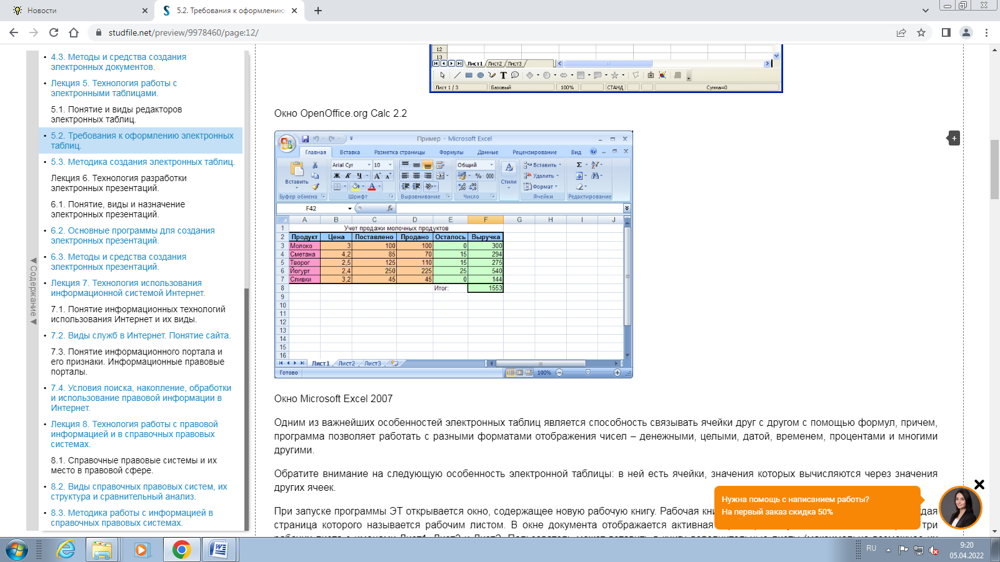 Новости
5.2. Требования к оформлению
studfile.net/preview/9978460/page:12/
◀ Содержание ◀
• 4.3. Методы и средства создания
электронных документов.
• Лекция 5. Технология работы с
электронными таблицами.
5.1. Понятие и виды редакторов
электронных таблиц.
• 5.2. Требования к оформлению электронных
таблиц.
• 5.3. Методика создания электронных таблиц.
Лекция 6. Технология разработки
электронных презентаций.
6.1. Понятие, виды и назначение
электронных презентаций.
• 6.2. Основные программы для создания
электронных презентаций.
• 6.3. Методы и средства создания
электронных презентаций.
• Лекция 7. Технология использования
информационной системой Интернет.
7.1. Понятие информационных технологий
использования Интернет и их виды.
• 7.2. Виды служб в Интернет. Понятие сайта.
7.3. Понятие информационного портала и
его признаки. Информационные правовые
порталы.
• 7.4. Условия поиска, накопление, обработки
и использование правовой информации в
Интернет.
• Лекция 8. Технология работы с правовой
информацией и в справочных правовых
системах.
8.1. Справочные правовые системы и их
место в правовой сфере.
• 8.2. Виды справочных правовых систем, их
структура и сравнительный анализ.
• 8.3. Методика работы с информацией в
справочных правовых системах.
12
13
Лист1 Лист2 Лист3
Лист 1 / 3 Базовый 100% СТАНД Сумма=0
Окно OpenOffice.org Calc 2.2
Пример - Microsoft Excel
Главная Вставка Разметка страницы Формулы Данные Рецензирование Вид
Arial Cyr 10 Общий Вставить
Ж К Ч % 000 Удалить
Вставить Стили Формат
Буфер обмена Шрифт Выравнивание Число Ячейки Редактирование
F42 fx
A B C D E F G H I J
1 Учет продажи молочных продуктов
2 Продукт Цена Поставлено Продано Осталось Выручка
3 Молоко 3 100 100 0 300
4 Сметана 4,2 85 70 15 294
5 Творог 2,5 125 110 15 275
6 Йогурт 2,4 250 225 25 540
7 Сливки 3,2 45 45 0 144
8 Итог: 1553
9
10
11
12
13
14
15
16
Лист1 Лист2 Лист3
Готово 100%
Окно Microsoft Excel 2007
Одним из важнейших особенностей электронных таблиц является способность связывать ячейки друг с другом с помощью формул, причем,
программа позволяет работать с разными форматами отображения чисел – денежными, целыми, датой, временем, процентами и многими
другими.
Обратите внимание на следующую особенность электронной таблицы: в ней есть ячейки, значения которых вычисляются через значения
других ячеек.
При запуске программы ЭТ открывается окно, содержащее новую рабочую книгу. Рабочая
страница которого называется рабочим листом. В окне документа отображается активная
три
Нужна помощь с написанием работы?
На первый заказ скидка 50%
RU
9:20
05.04.2022